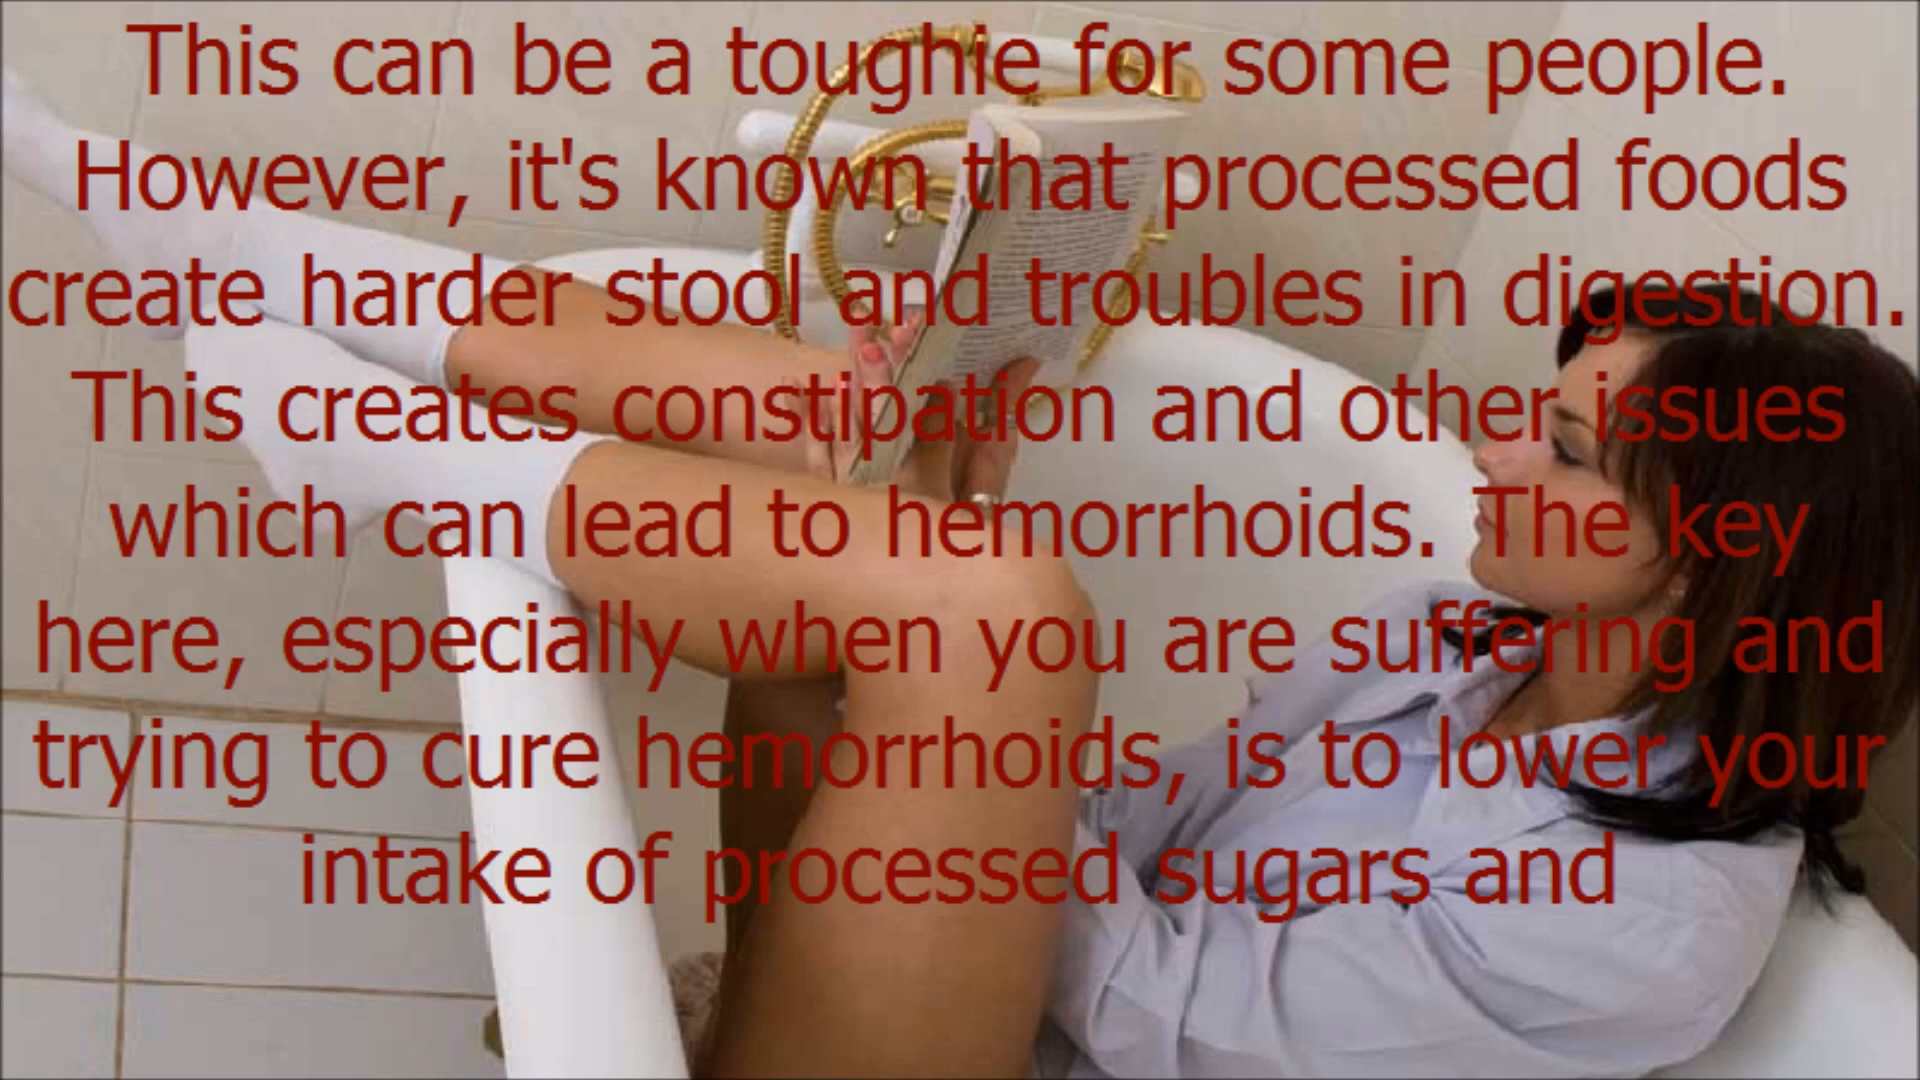 This can be a toughie for some people.
However, it's known that processed foods
create harder stool and troubles in digestion.
This creates constipation and other issues
which can lead to hemorrhoids. The key
here, especially when you are suffering and
trying to cure hemorrhoids, is to lower your
intake of processed sugars and